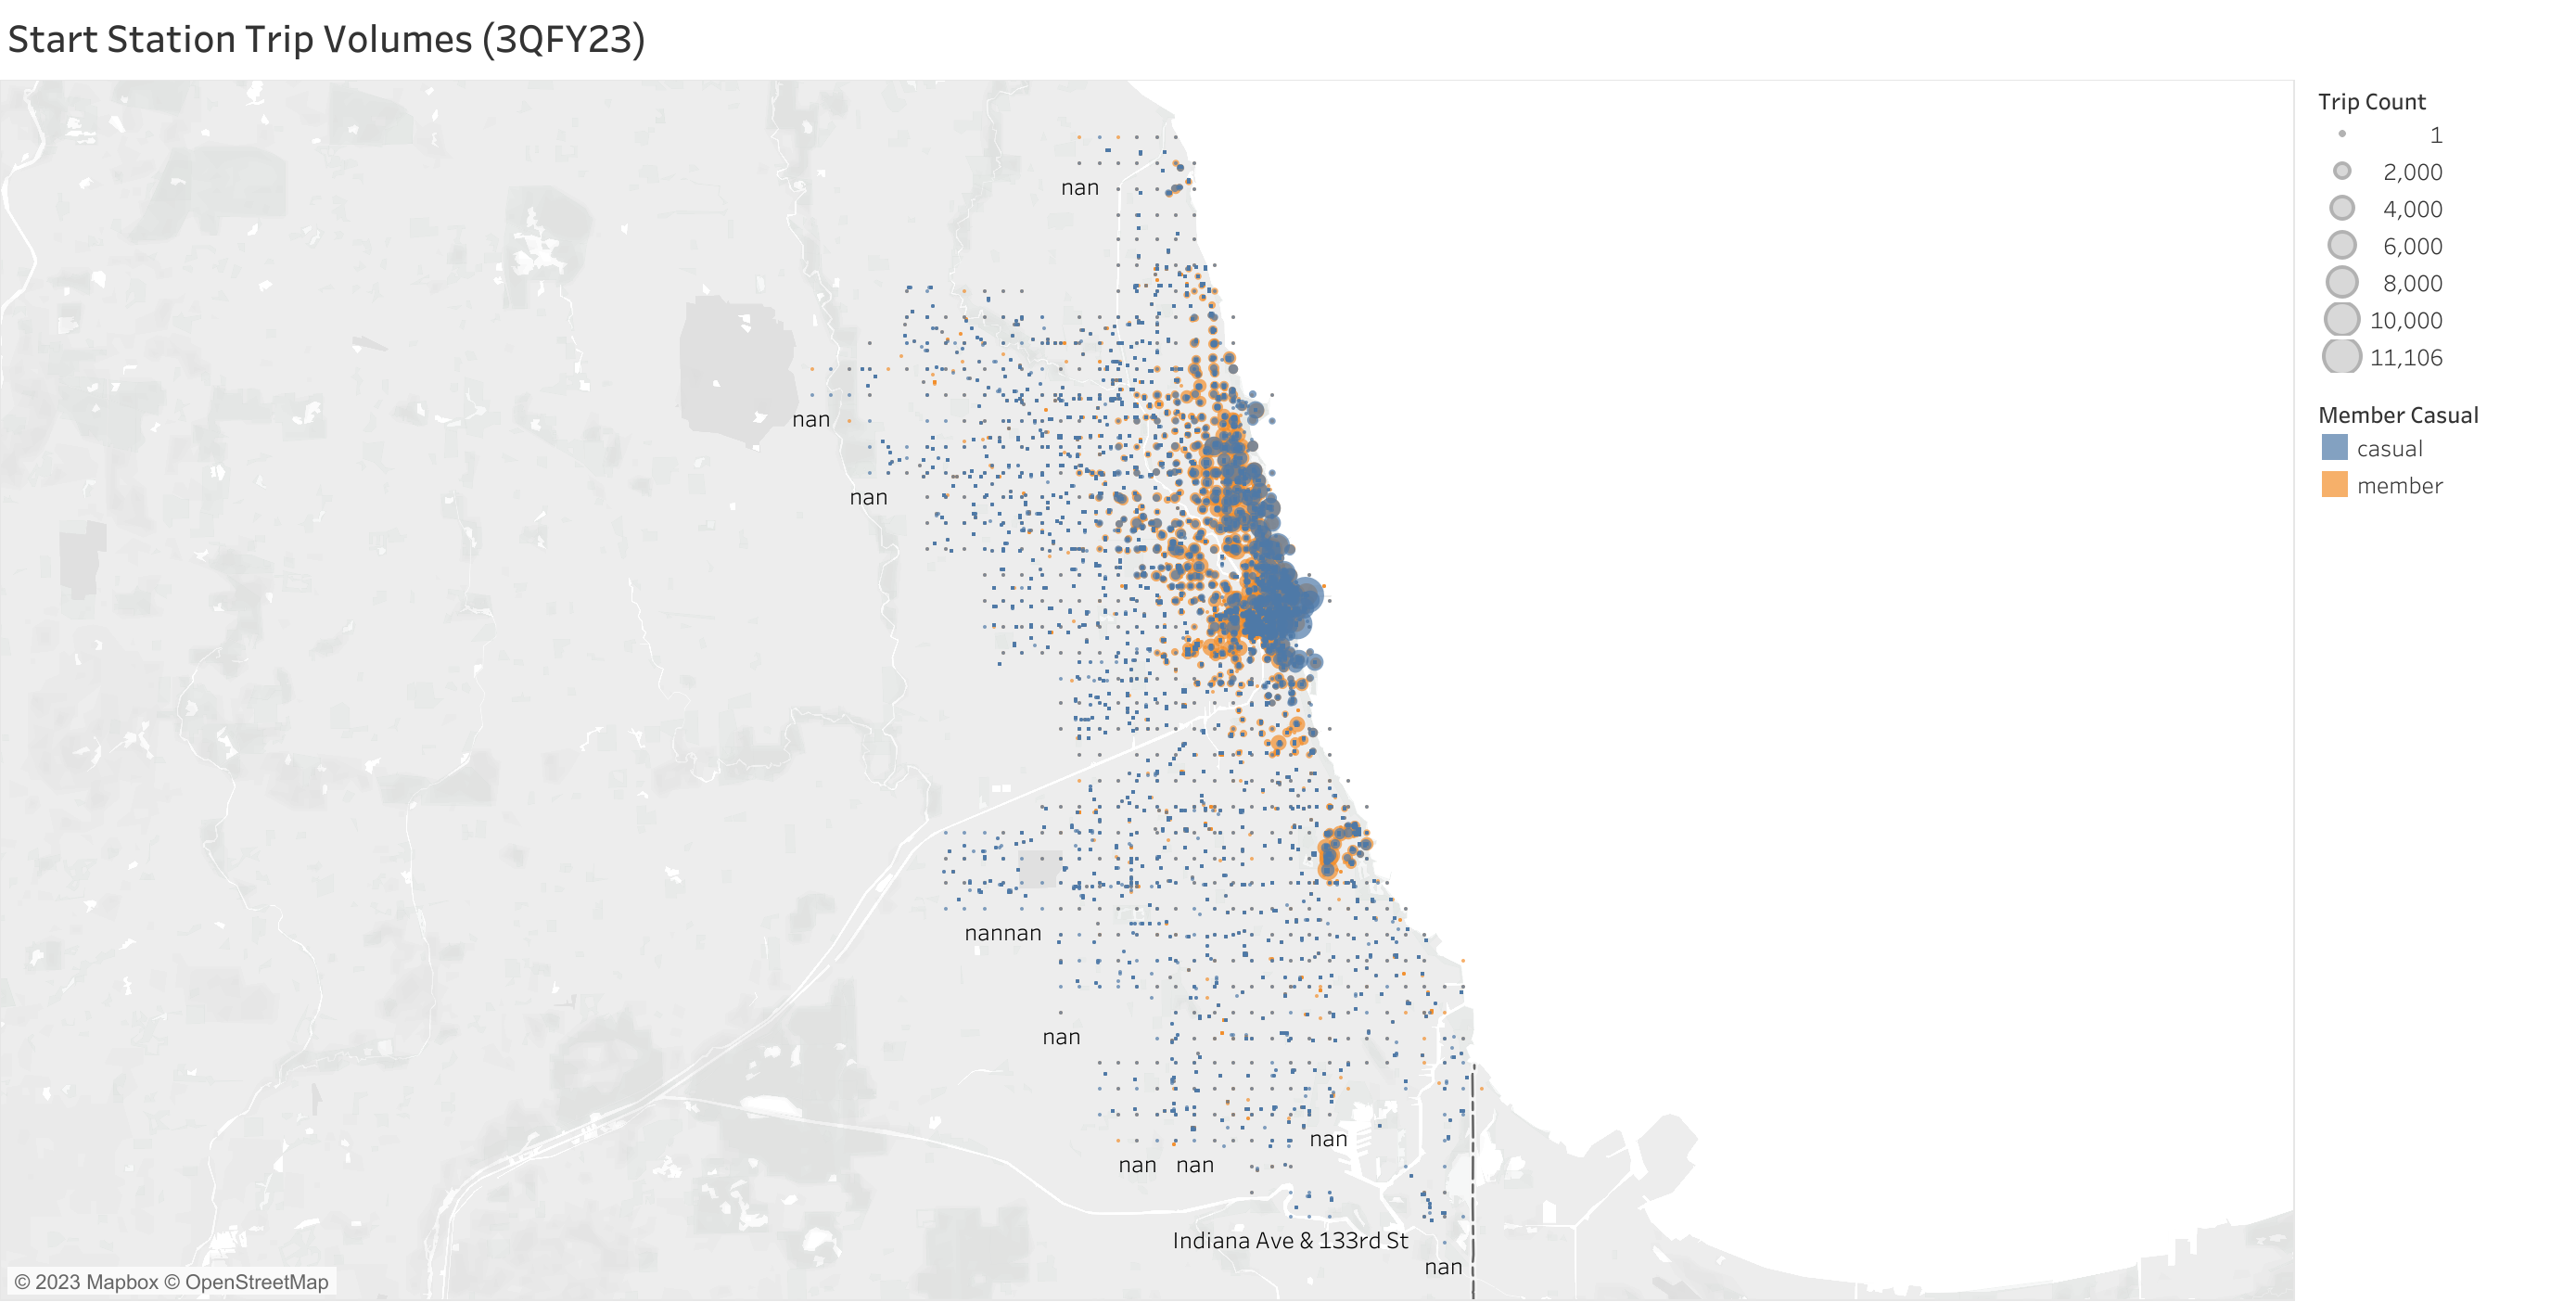 Start Station Trip Volumes (3QFY23)
Trip Count
1
2,000
4,000
6,000
8,000
10,000
11,106
Member Casual
casual
member
nan
nan
nan
nannan
nan
nan
nan nan
Indiana Ave & 133rd St
nan
© 2023 Mapbox © OpenStreetMap